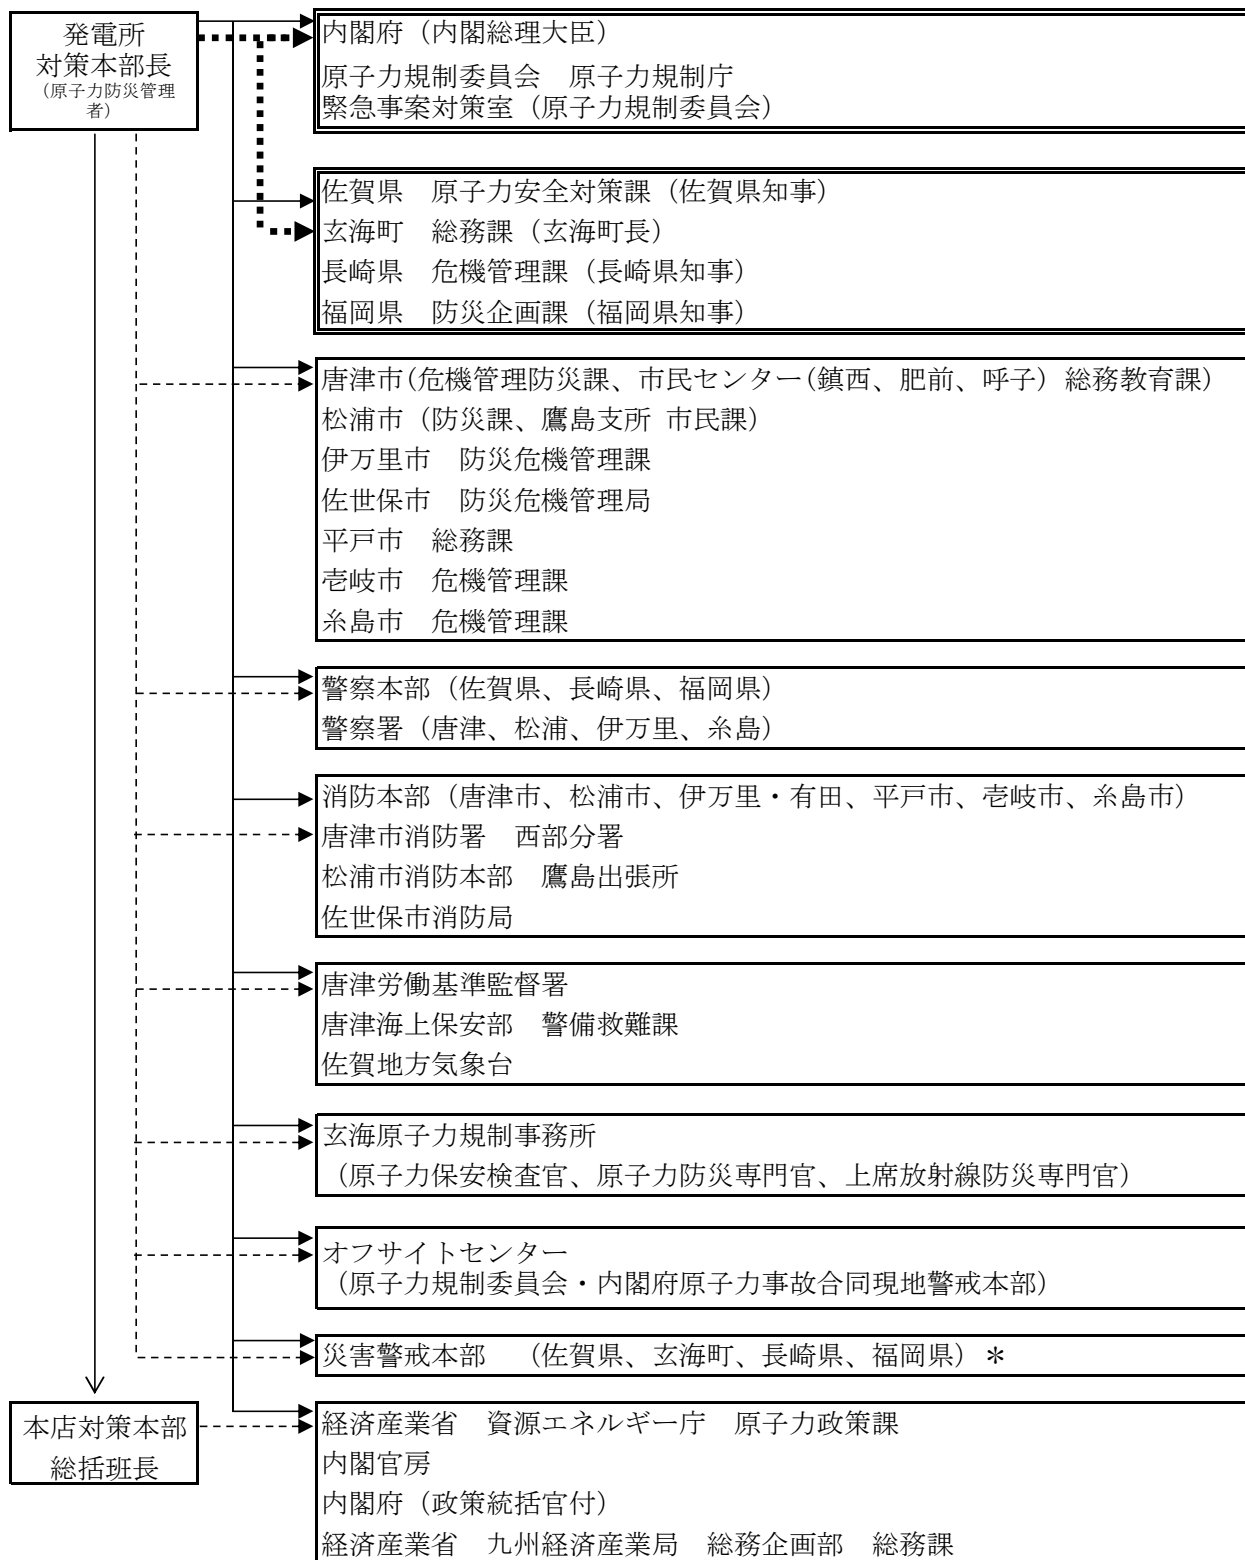 発電所
対策本部長
（原子力防災管理
者）
内閣府（内閣総理大臣）
原子力規制委員会　原子力規制庁
緊急事案対策室（原子力規制委員会）
佐賀県　原子力安全対策課（佐賀県知事）
玄海町　総務課（玄海町長）
長崎県　危機管理課（長崎県知事）
福岡県　防災企画課（福岡県知事）
唐津市(危機管理防災課、市民センター(鎮西、肥前、呼子）総務教育課)
松浦市（防災課、鷹島支所 市民課）
伊万里市　防災危機管理課
佐世保市　防災危機管理局
平戸市　総務課
壱岐市　危機管理課
糸島市　危機管理課
警察本部（佐賀県、長崎県、福岡県）
警察署（唐津、松浦、伊万里、糸島）
消防本部（唐津市、松浦市、伊万里・有田、平戸市、壱岐市、糸島市）
唐津市消防署　西部分署
松浦市消防本部　鷹島出張所
佐世保市消防局
唐津労働基準監督署
唐津海上保安部　警備救難課
佐賀地方気象台
玄海原子力規制事務所
（原子力保安検査官、原子力防災専門官、上席放射線防災専門官）
オフサイトセンター
（原子力規制委員会・内閣府原子力事故合同現地警戒本部）
災害警戒本部　（佐賀県、玄海町、長崎県、福岡県）＊
本店対策本部
総括班長
経済産業省　資源エネルギー庁　原子力政策課
内閣官房
内閣府（政策統括官付）
経済産業省　九州経済産業局　総務企画部　総務課